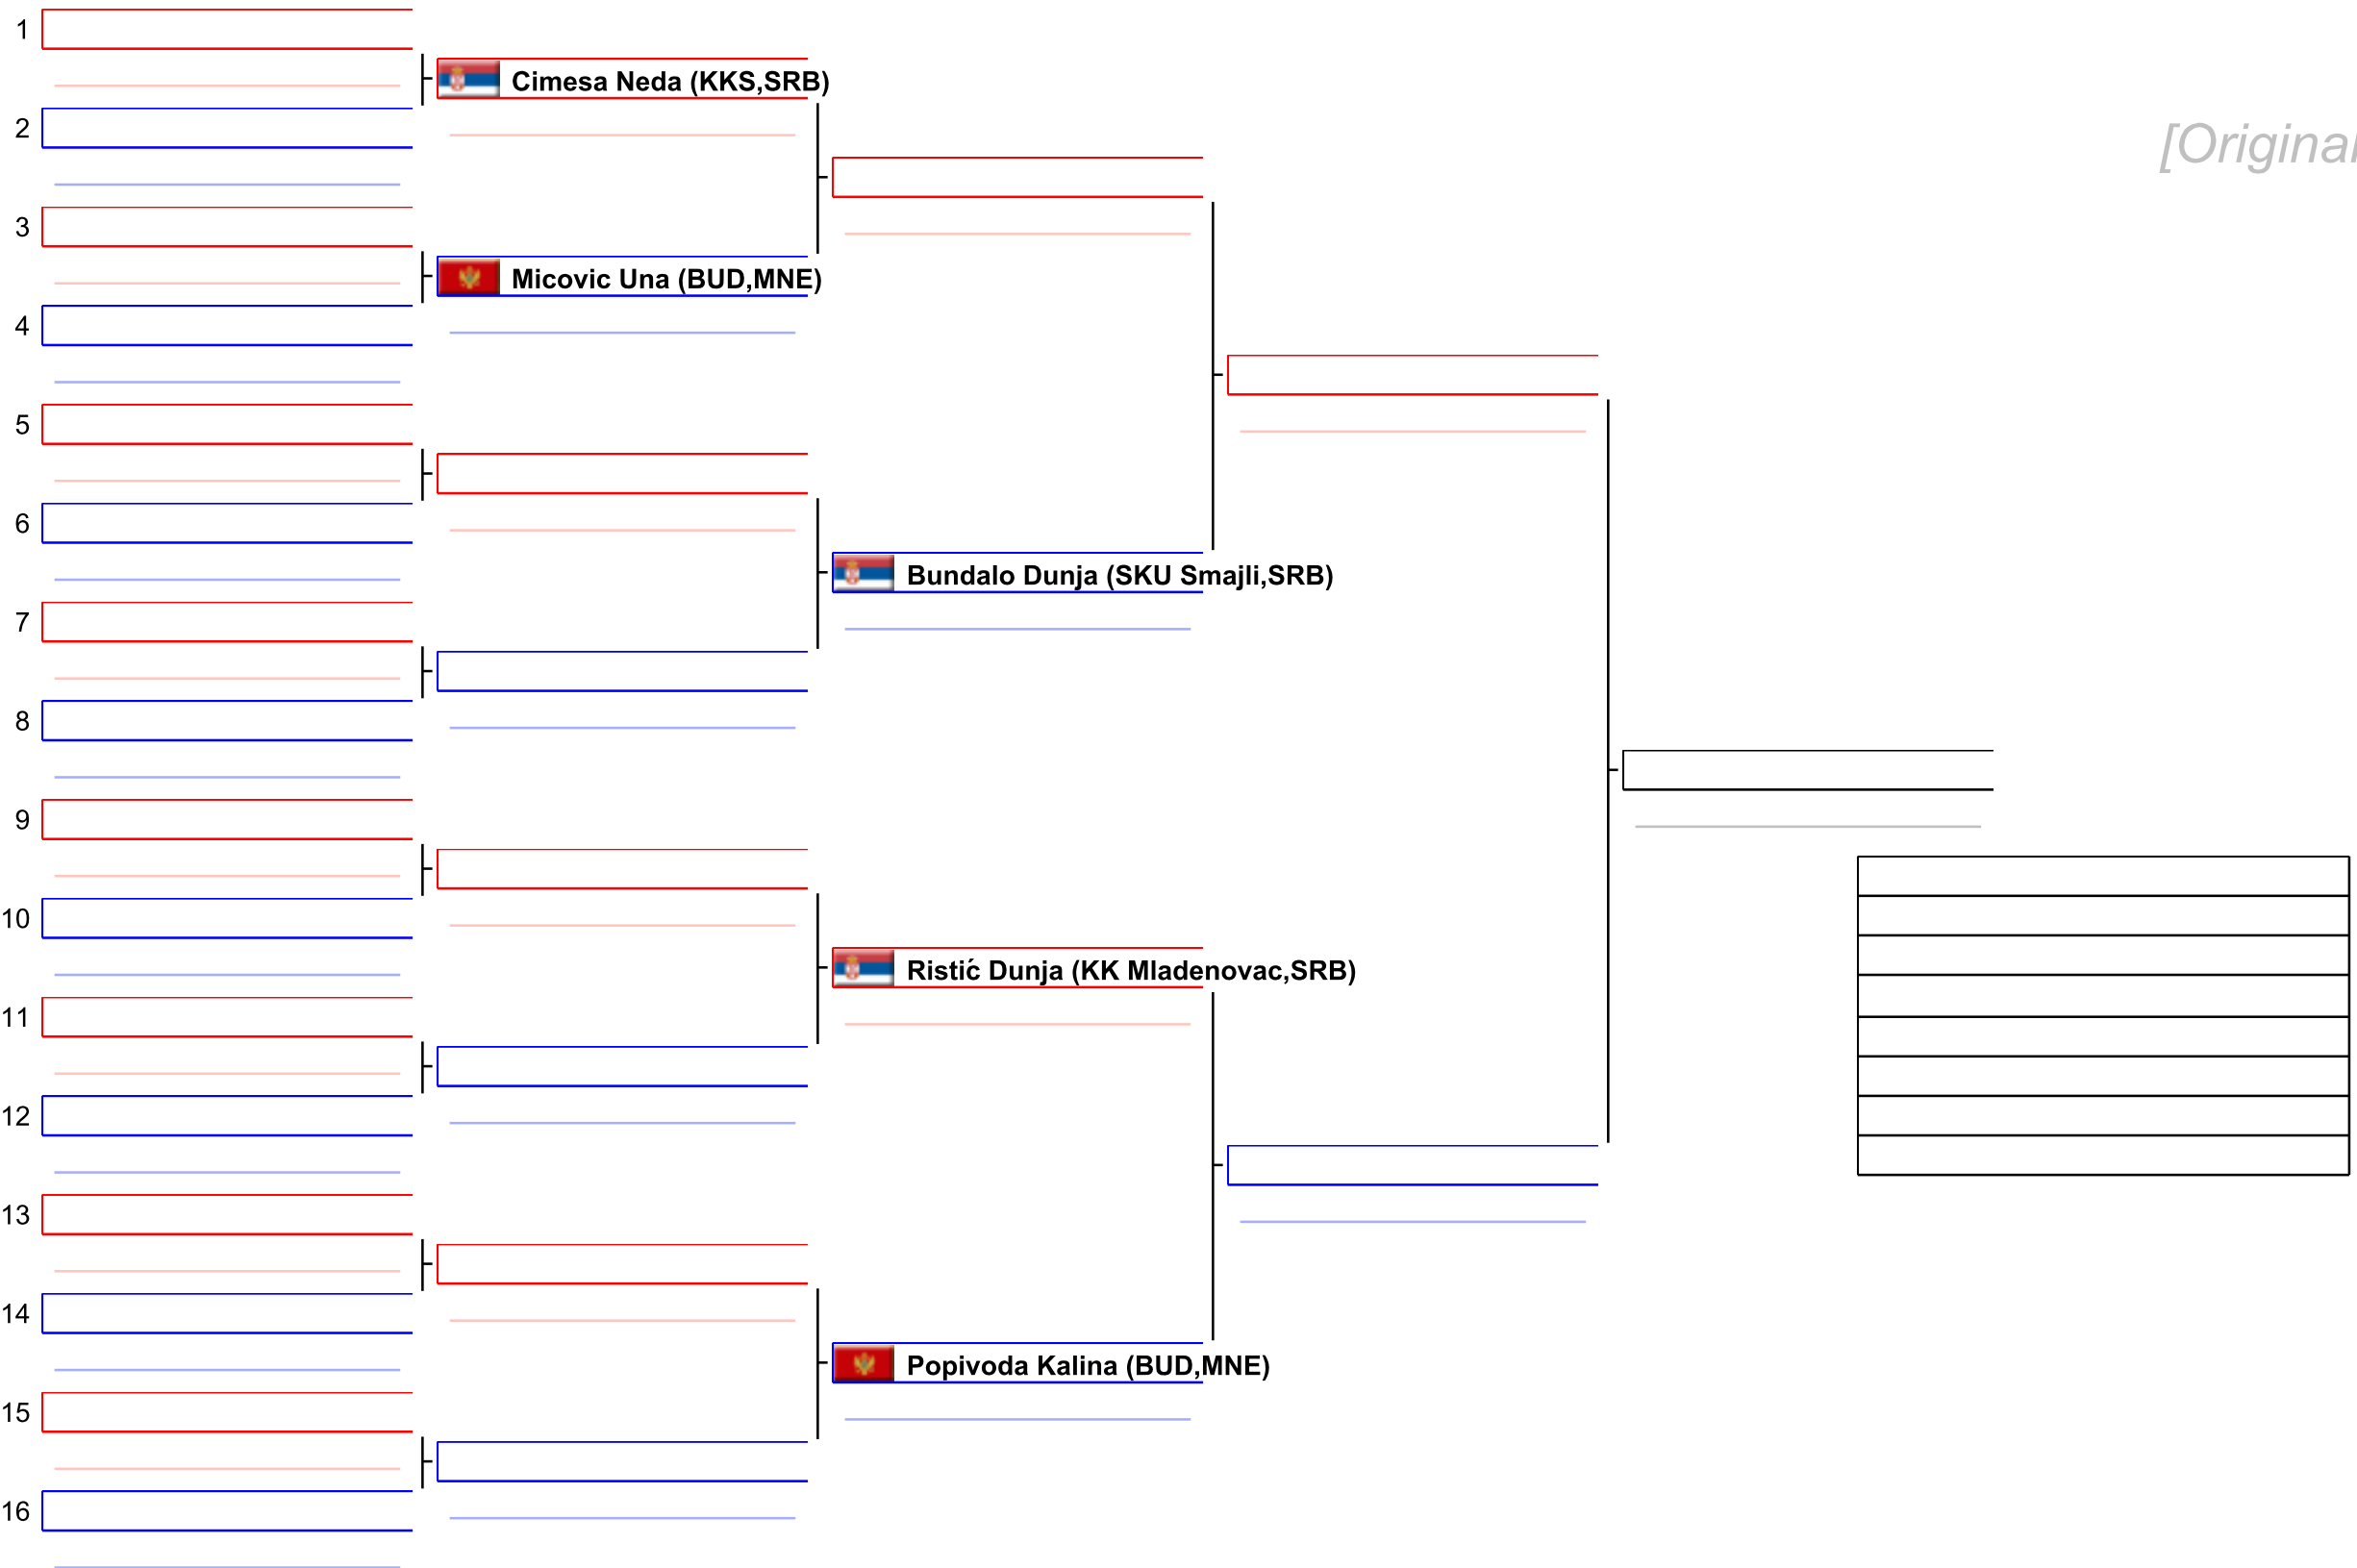 1
Cimesa Neda (KKS,SRB)
2
[Original
3
Micovic Una (BUD,MNE)
4
5
6
Bundalo Dunja (SKU Smajli,SRB)
7
8
9
10
Ristić Dunja (KK Mladenovac,SRB)
11
12
13
14
Popivoda Kalina (BUD,MNE)
15
16